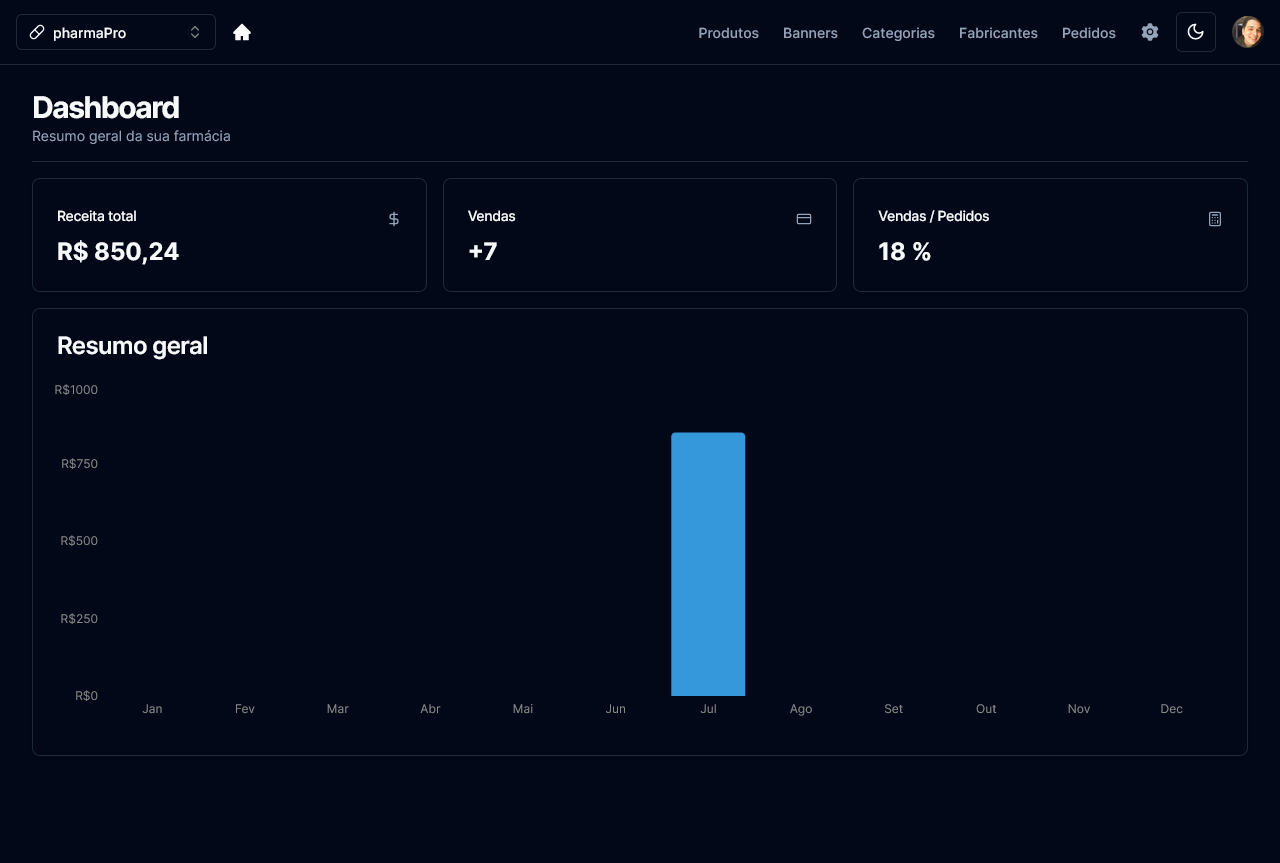 pharmaPro
Produtos
Banners
Categorias
Fabricantes
Pedidos
Dashboard
Resumo geral da sua farmácia
Receita total
R$ 850,24
Vendas
+7
Vendas / Pedidos
18 %
Resumo geral
R$1000
R$750
R$500
R$250
R$0
Jan Fev Mar Abr Mai Jun Jul Ago Set Out Nov Dec